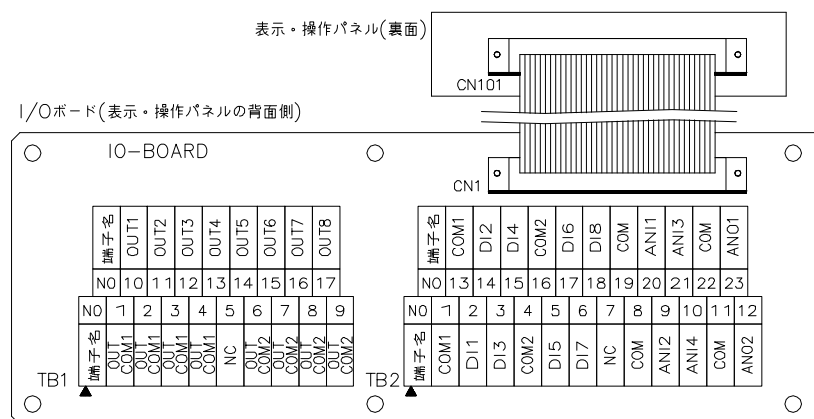 表示・操作パネル(裏面)
CN101
I/Oボード(表示・操作パネルの背面側)
IO-BOARD
CN1
端子名 OUT1 OUT2 OUT3 OUT4 OUT5 OUT6 OUT7 OUT8
NO 10 11 12 13 14 15 16 17
NO 1 2 3 4 5 6 7 8 9
端子名 OUT COM1 OUT COM1 OUT COM1 OUT COM1 NC OUT COM2 OUT COM2 OUT COM2 OUT COM2
TB1
端子名 COM1 DI2 DI4 COM2 DI6 DI8 COM ANI1 ANI3 COM ANO1
NO 13 14 15 16 17 18 19 20 21 22 23
NO 1 2 3 4 5 6 7 8 9 10 11 12
端子名 COM1 DI1 DI3 COM2 DI5 DI7 NC COM ANI2 ANI4 COM ANO2
TB2